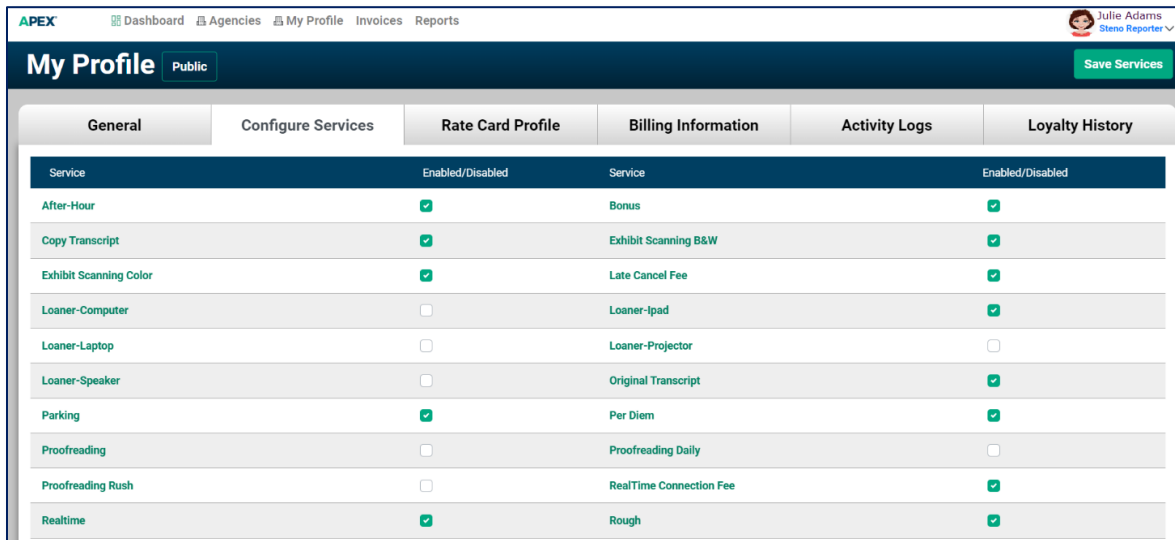 APEX Dashboard Agencies My Profile Invoices Reports Julie Adams
Steno Reporter
My Profile Public Save Services
General Configure Services Rate Card Profile Billing Information Activity Logs Loyalty History
Service Enabled/Disabled Service Enabled/Disabled
After-Hour Bonus
Copy Transcript Exhibit Scanning B&W
Exhibit Scanning Color Late Cancel Fee
Loaner-Computer Loaner-Ipad
Loaner-Laptop Loaner-Projector
Loaner-Speaker Original Transcript
Parking Per Diem
Proofreading Proofreading Daily
Proofreading Rush RealTime Connection Fee
Realtime Rough